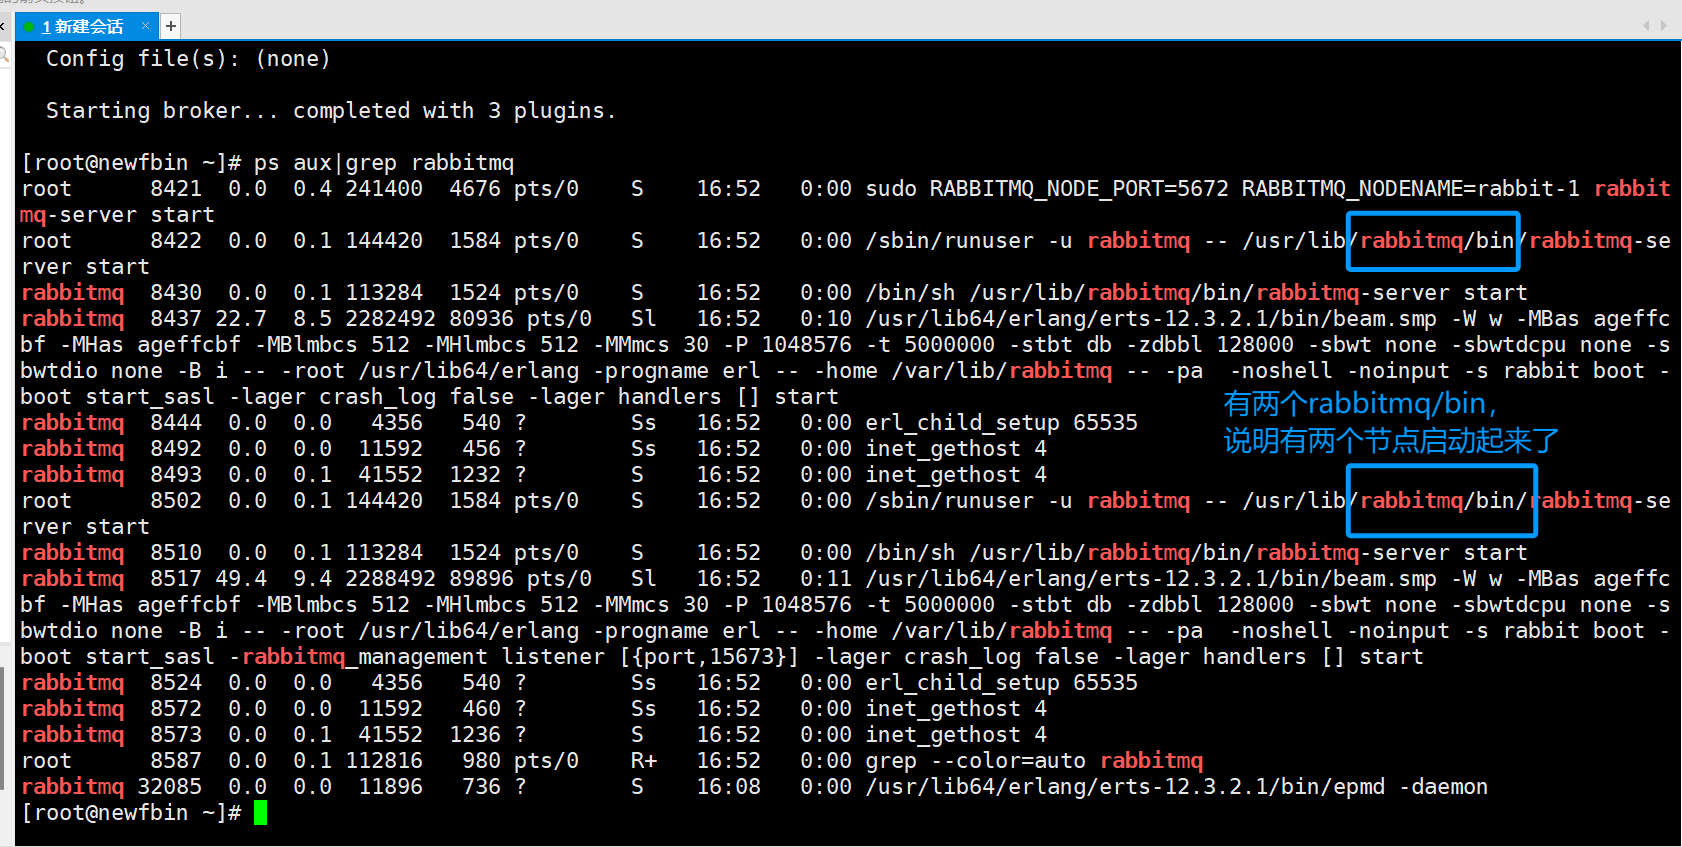 1 新建会话 × +
Config file(s): (none)
Starting broker... completed with 3 plugins.
[root@newfbin ~]# ps aux|grep rabbitmq
root      8421  0.0  0.4 241400  4676 pts/0    S    16:52   0:00 sudo RABBITMQ_NODE_PORT=5672 RABBITMQ_NODENAME=rabbit-1 rabbit
mq-server start
root      8422  0.0  0.1 144420  1584 pts/0    S    16:52   0:00 /sbin/runuser -u rabbitmq -- /usr/lib/rabbitmq/bin/rabbitmq-se
rver start
rabbitmq  8430  0.0  0.1 113284  1524 pts/0    S    16:52   0:00 /bin/sh /usr/lib/rabbitmq/bin/rabbitmq-server start
rabbitmq  8437 22.7  8.5 2282492 80936 pts/0   Sl   16:52   0:10 /usr/lib64/erlang/erts-12.3.2.1/bin/beam.smp -W w -MBas ageffc
bf -MHas ageffcbf -MBlmbcs 512 -MHlmbcs 512 -MMmcs 30 -P 1048576 -t 5000000 -stbt db -zdbbl 128000 -sbwt none -sbwtdcpu none -s
bwtdio none -B i -- -root /usr/lib64/erlang -progname erl -- -home /var/lib/rabbitmq -- -pa  -noshell -noinput -s rabbit boot -
boot start_sasl -lager crash_log false -lager handlers [] start
有两个rabbitmq/bin，
说明有两个节点启动起来了
rabbitmq  8444  0.0  0.0   4356   540 ?        Ss   16:52   0:00 erl_child_setup 65535
rabbitmq  8492  0.0  0.0  11592   456 ?        Ss   16:52   0:00 inet_gethost 4
rabbitmq  8493  0.0  0.1  41552  1232 ?        S    16:52   0:00 inet_gethost 4
root      8502  0.0  0.1 144420  1584 pts/0    S    16:52   0:00 /sbin/runuser -u rabbitmq -- /usr/lib/rabbitmq/bin/rabbitmq-se
rver start
rabbitmq  8510  0.0  0.1 113284  1524 pts/0    S    16:52   0:00 /bin/sh /usr/lib/rabbitmq/bin/rabbitmq-server start
rabbitmq  8517 49.4  9.4 2288492 89896 pts/0   Sl   16:52   0:11 /usr/lib64/erlang/erts-12.3.2.1/bin/beam.smp -W w -MBas ageffc
bf -MHas ageffcbf -MBlmbcs 512 -MHlmbcs 512 -MMmcs 30 -P 1048576 -t 5000000 -stbt db -zdbbl 128000 -sbwt none -sbwtdcpu none -s
bwtdio none -B i -- -root /usr/lib64/erlang -progname erl -- -home /var/lib/rabbitmq -- -pa  -noshell -noinput -s rabbit boot -
boot start_sasl -rabbitmq_management listener [{port,15673}] -lager crash_log false -lager handlers [] start
rabbitmq  8524  0.0  0.0   4356   540 ?        Ss   16:52   0:00 erl_child_setup 65535
rabbitmq  8572  0.0  0.0  11592   460 ?        Ss   16:52   0:00 inet_gethost 4
rabbitmq  8573  0.0  0.1  41552  1236 ?        S    16:52   0:00 inet_gethost 4
root      8587  0.0  0.1 112816   980 pts/0    R+   16:52   0:00 grep --color=auto rabbitmq
rabbitmq 32085  0.0  0.0  11896   736 ?        S    16:08   0:00 /usr/lib64/erlang/erts-12.3.2.1/bin/epmd -daemon
[root@newfbin ~]#